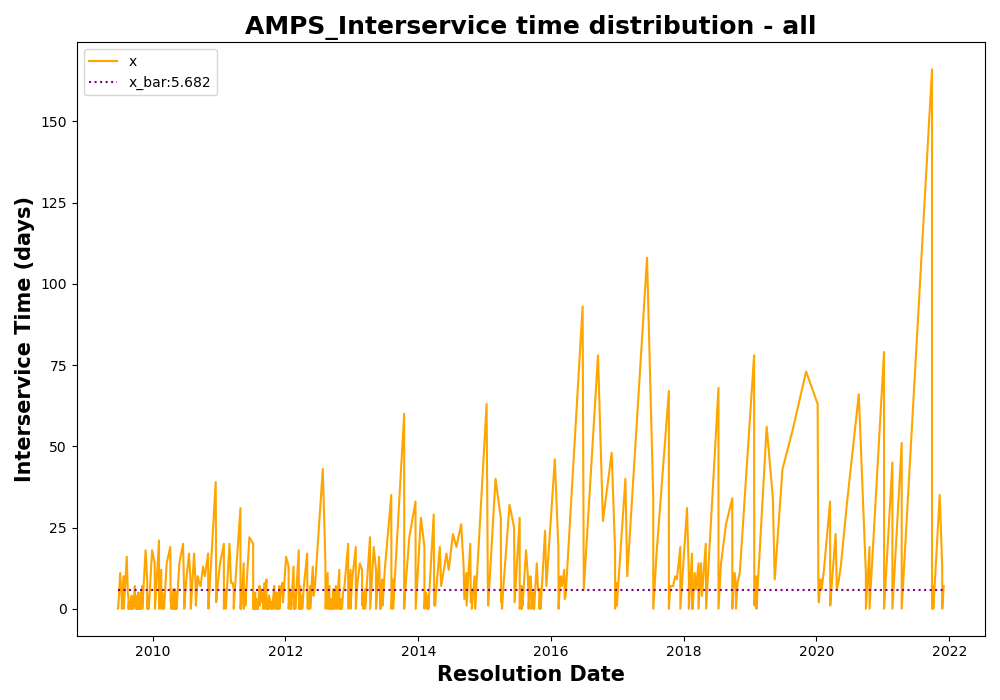 AMPS_Interservice time distribution - all
x
x_bar:5.682
Interservice Time (days)
150
125
100
75
50
25
0
2010 2012 2014 2016 2018 2020 2022
Resolution Date